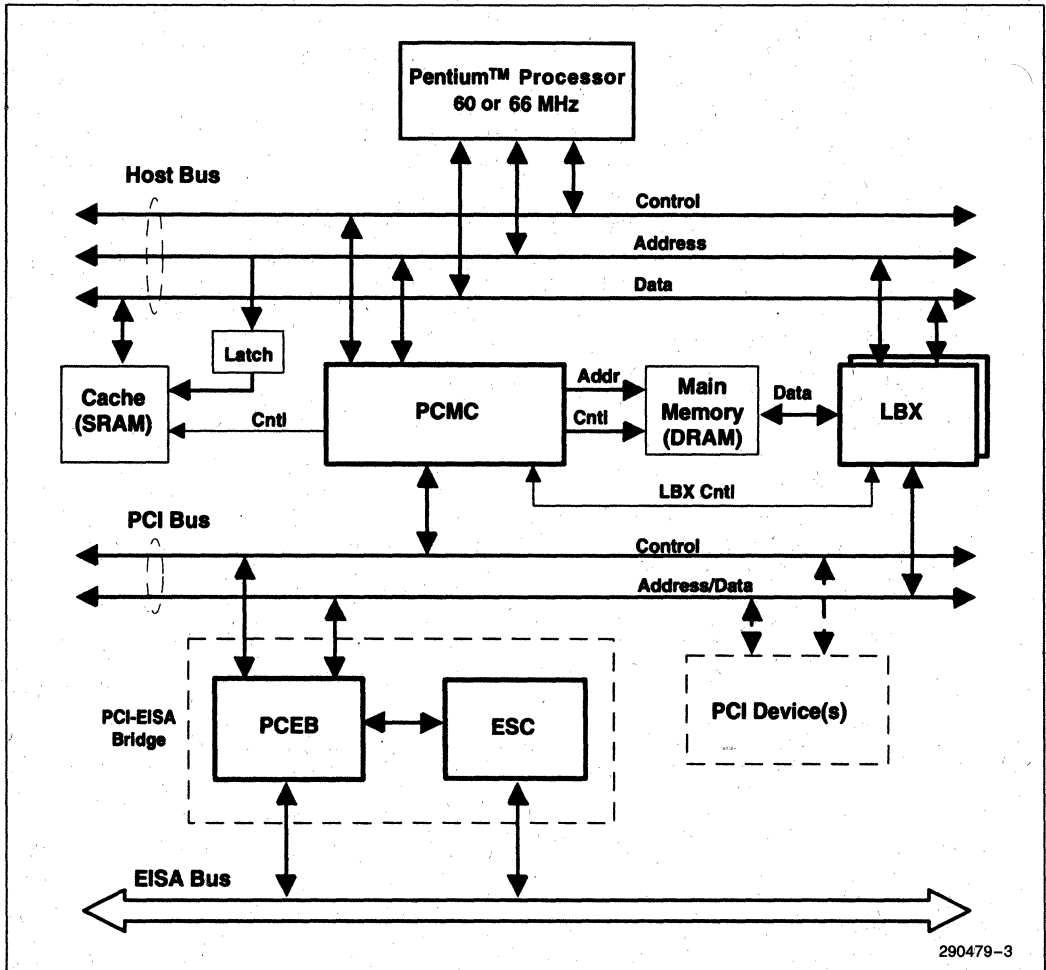 Pentium™ Processor
60 or 66 MHz
Host Bus
Control
Address
Data
Latch
Cache
(SRAM)
Cntl
PCMC
Addr
Cntl
Main
Memory
(DRAM)
Data
LBX
LBX Cntl
PCI Bus
Control
Address/Data
PCI-EISA
Bridge
PCEB
ESC
PCI Device(s)
EISA Bus
290479-3